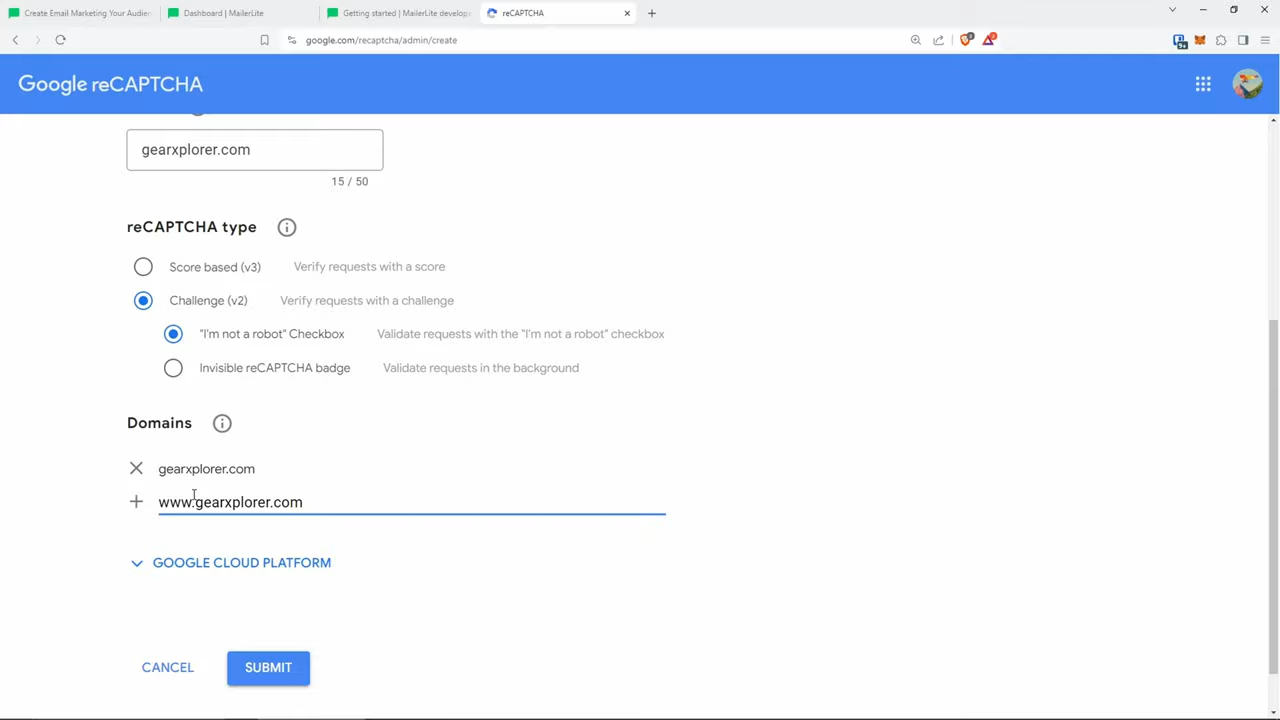 Create Email Marketing Your Audien
Dashboard | MailerLite
Getting started | MailerLite develop
reCAPTCHA
google.com/recaptcha/admin/create
Google reCAPTCHA
gearxplorer.com
15 / 50
reCAPTCHA type
Score based (v3) Verify requests with a score
Challenge (v2) Verify requests with a challenge
"I'm not a robot" Checkbox Validate requests with the "I'm not a robot" checkbox
Invisible reCAPTCHA badge Validate requests in the background
Domains
gearxplorer.com
www.gearxplorer.com
GOOGLE CLOUD PLATFORM
CANCEL
SUBMIT